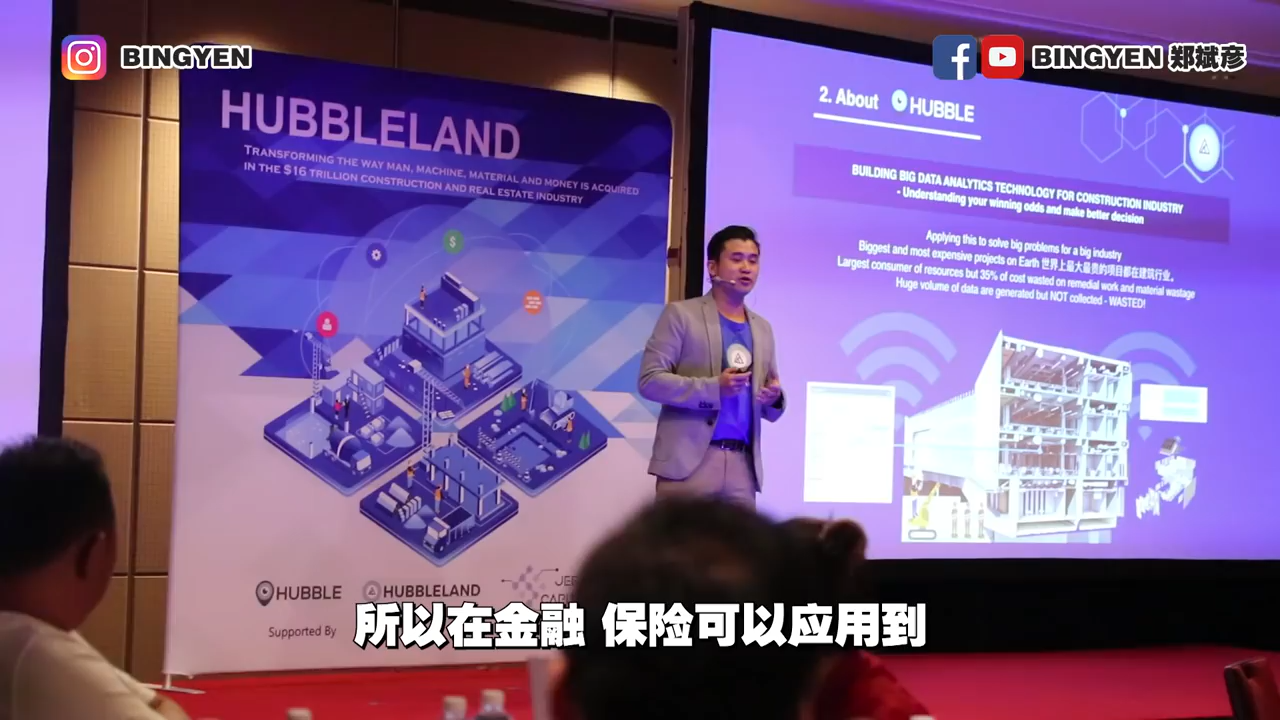 BINGYEN
BINGYEN 郑斌彦
HUBBLELAND
TRANSFORMING THE WAY MAN, MACHINE, MATERIAL AND MONEY IS ACQUIRED
IN THE $16 TRILLION CONSTRUCTION AND REAL ESTATE INDUSTRY
2. About HUBBLE
BUILDING BIG DATA ANALYTICS TECHNOLOGY FOR CONSTRUCTION INDUSTRY
- Understanding your winning odds and make better decision
Applying this to solve big problems for a big industry
Biggest and most expensive projects on Earth 世界上最大最贵的项目都在建筑行业。
Largest consumer of resources but 35% of cost wasted on remedial work and material wastage
Huge volume of data are generated but NOT collected - WASTED!
$
HUBBLE
HUBBLELAND
Supported By
所以在金融 保险可以应用到